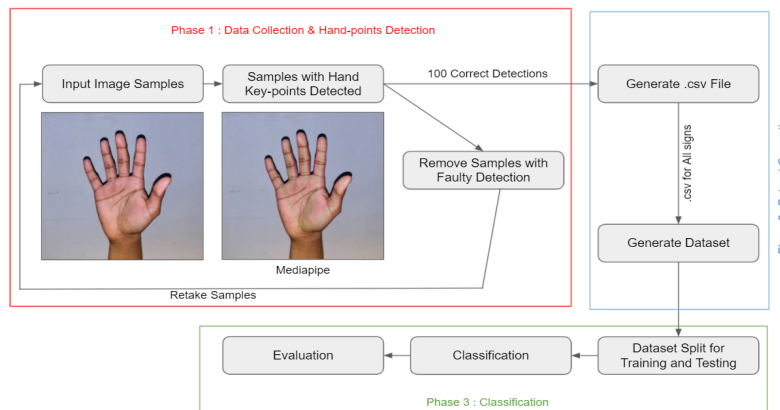 Phase 1 : Data Collection & Hand-points Detection
Input Image Samples
Samples with Hand
Key-points Detected
100 Correct Detections
Generate .csv File
Remove Samples with
Faulty Detection
.csv for All signs
Mediapipe
Retake Samples
Generate Dataset
Evaluation
Classification
Dataset Split for
Training and Testing
Phase 3 : Classification